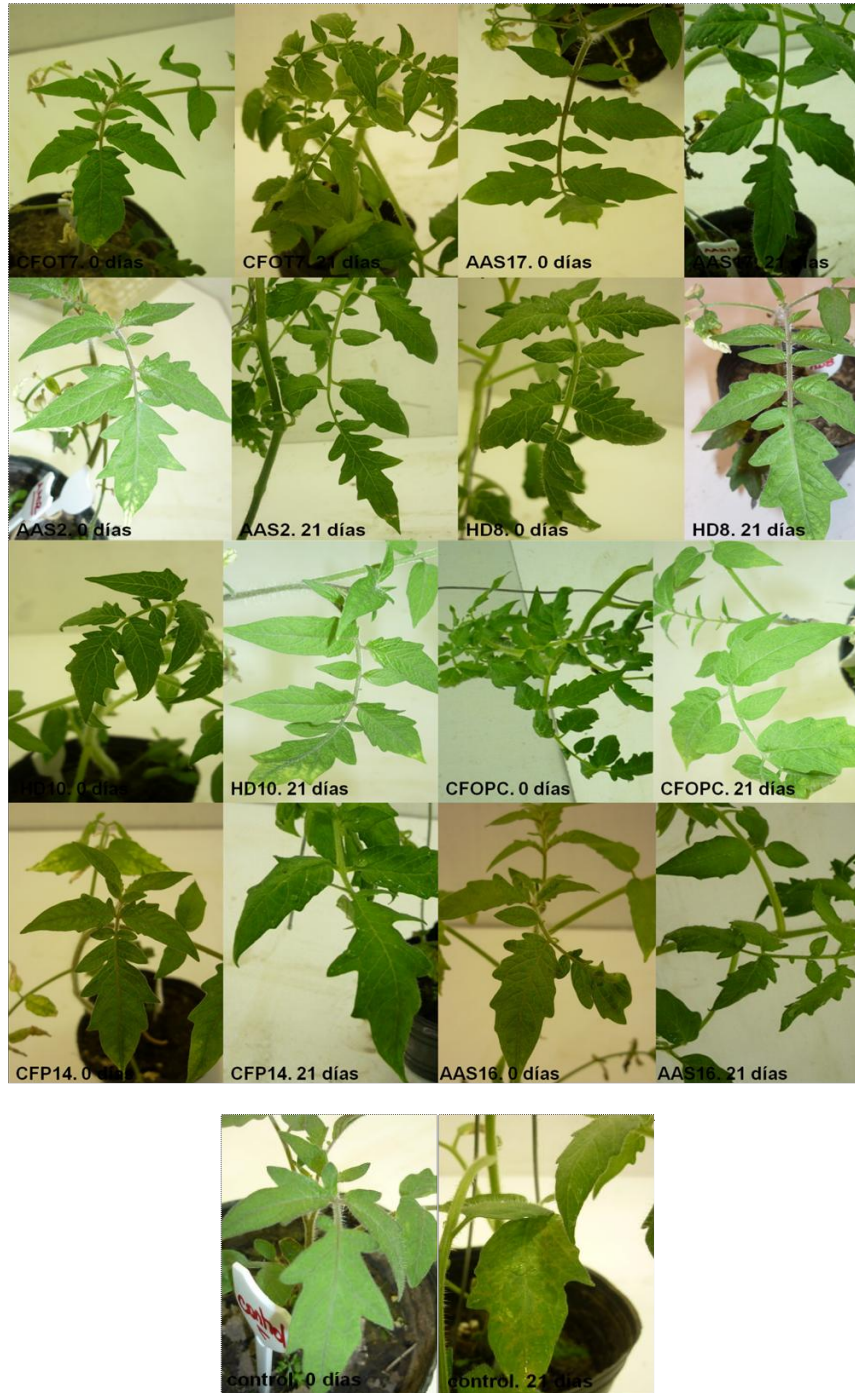 CFOT7. 0 días
CFOT7. 21 días
AAS17. 0 días
AAS17. 21 días
AAS2. 0 días
AAS2. 21 días
HD8. 0 días
HD8. 21 días
HD10. 0 días
HD10. 21 días
CFOPC. 0 días
CFOPC. 21 días
CFP14. 0 días
CFP14. 21 días
AAS16. 0 días
AAS16. 21 días
control. 0 días
control. 21 días